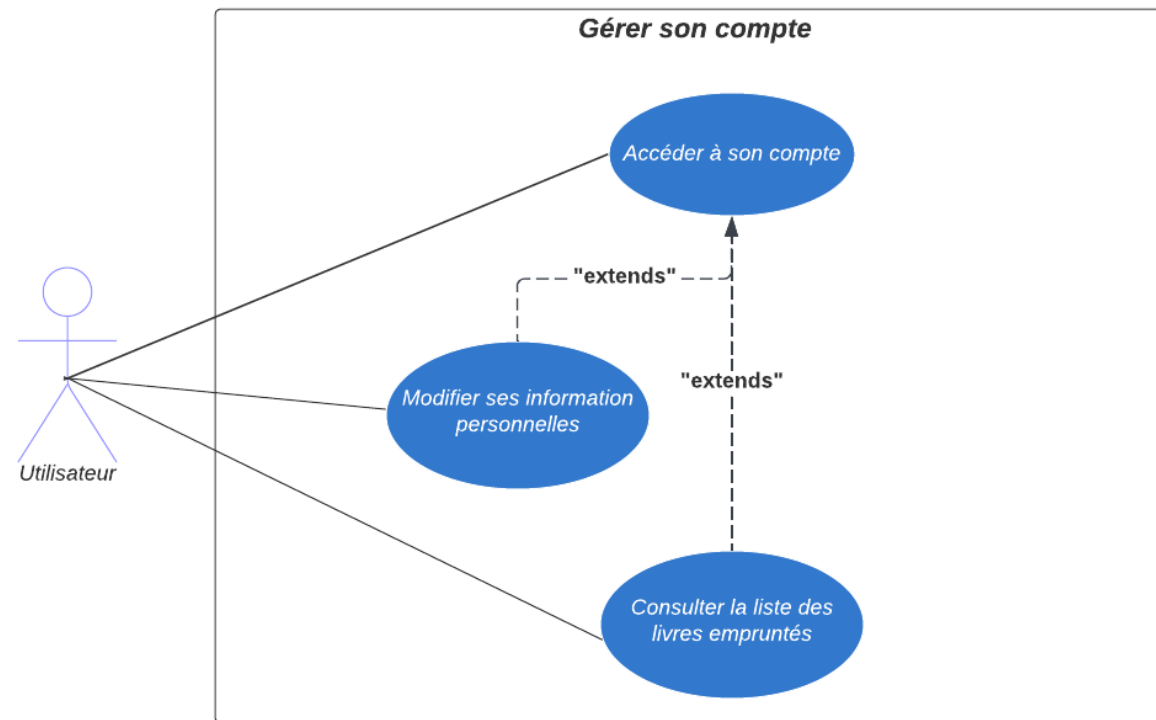 Gérer son compte
Accéder à son compte
"extends"
"extends"
Modifier ses information
personnelles
Utilisateur
Consulter la liste des
livres empruntés